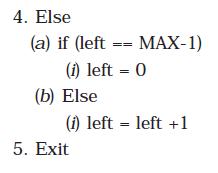 4. Else
(a) if (left == MAX-1)
(i) left = 0
(b) Else
(i) left = left +1
5. Exit